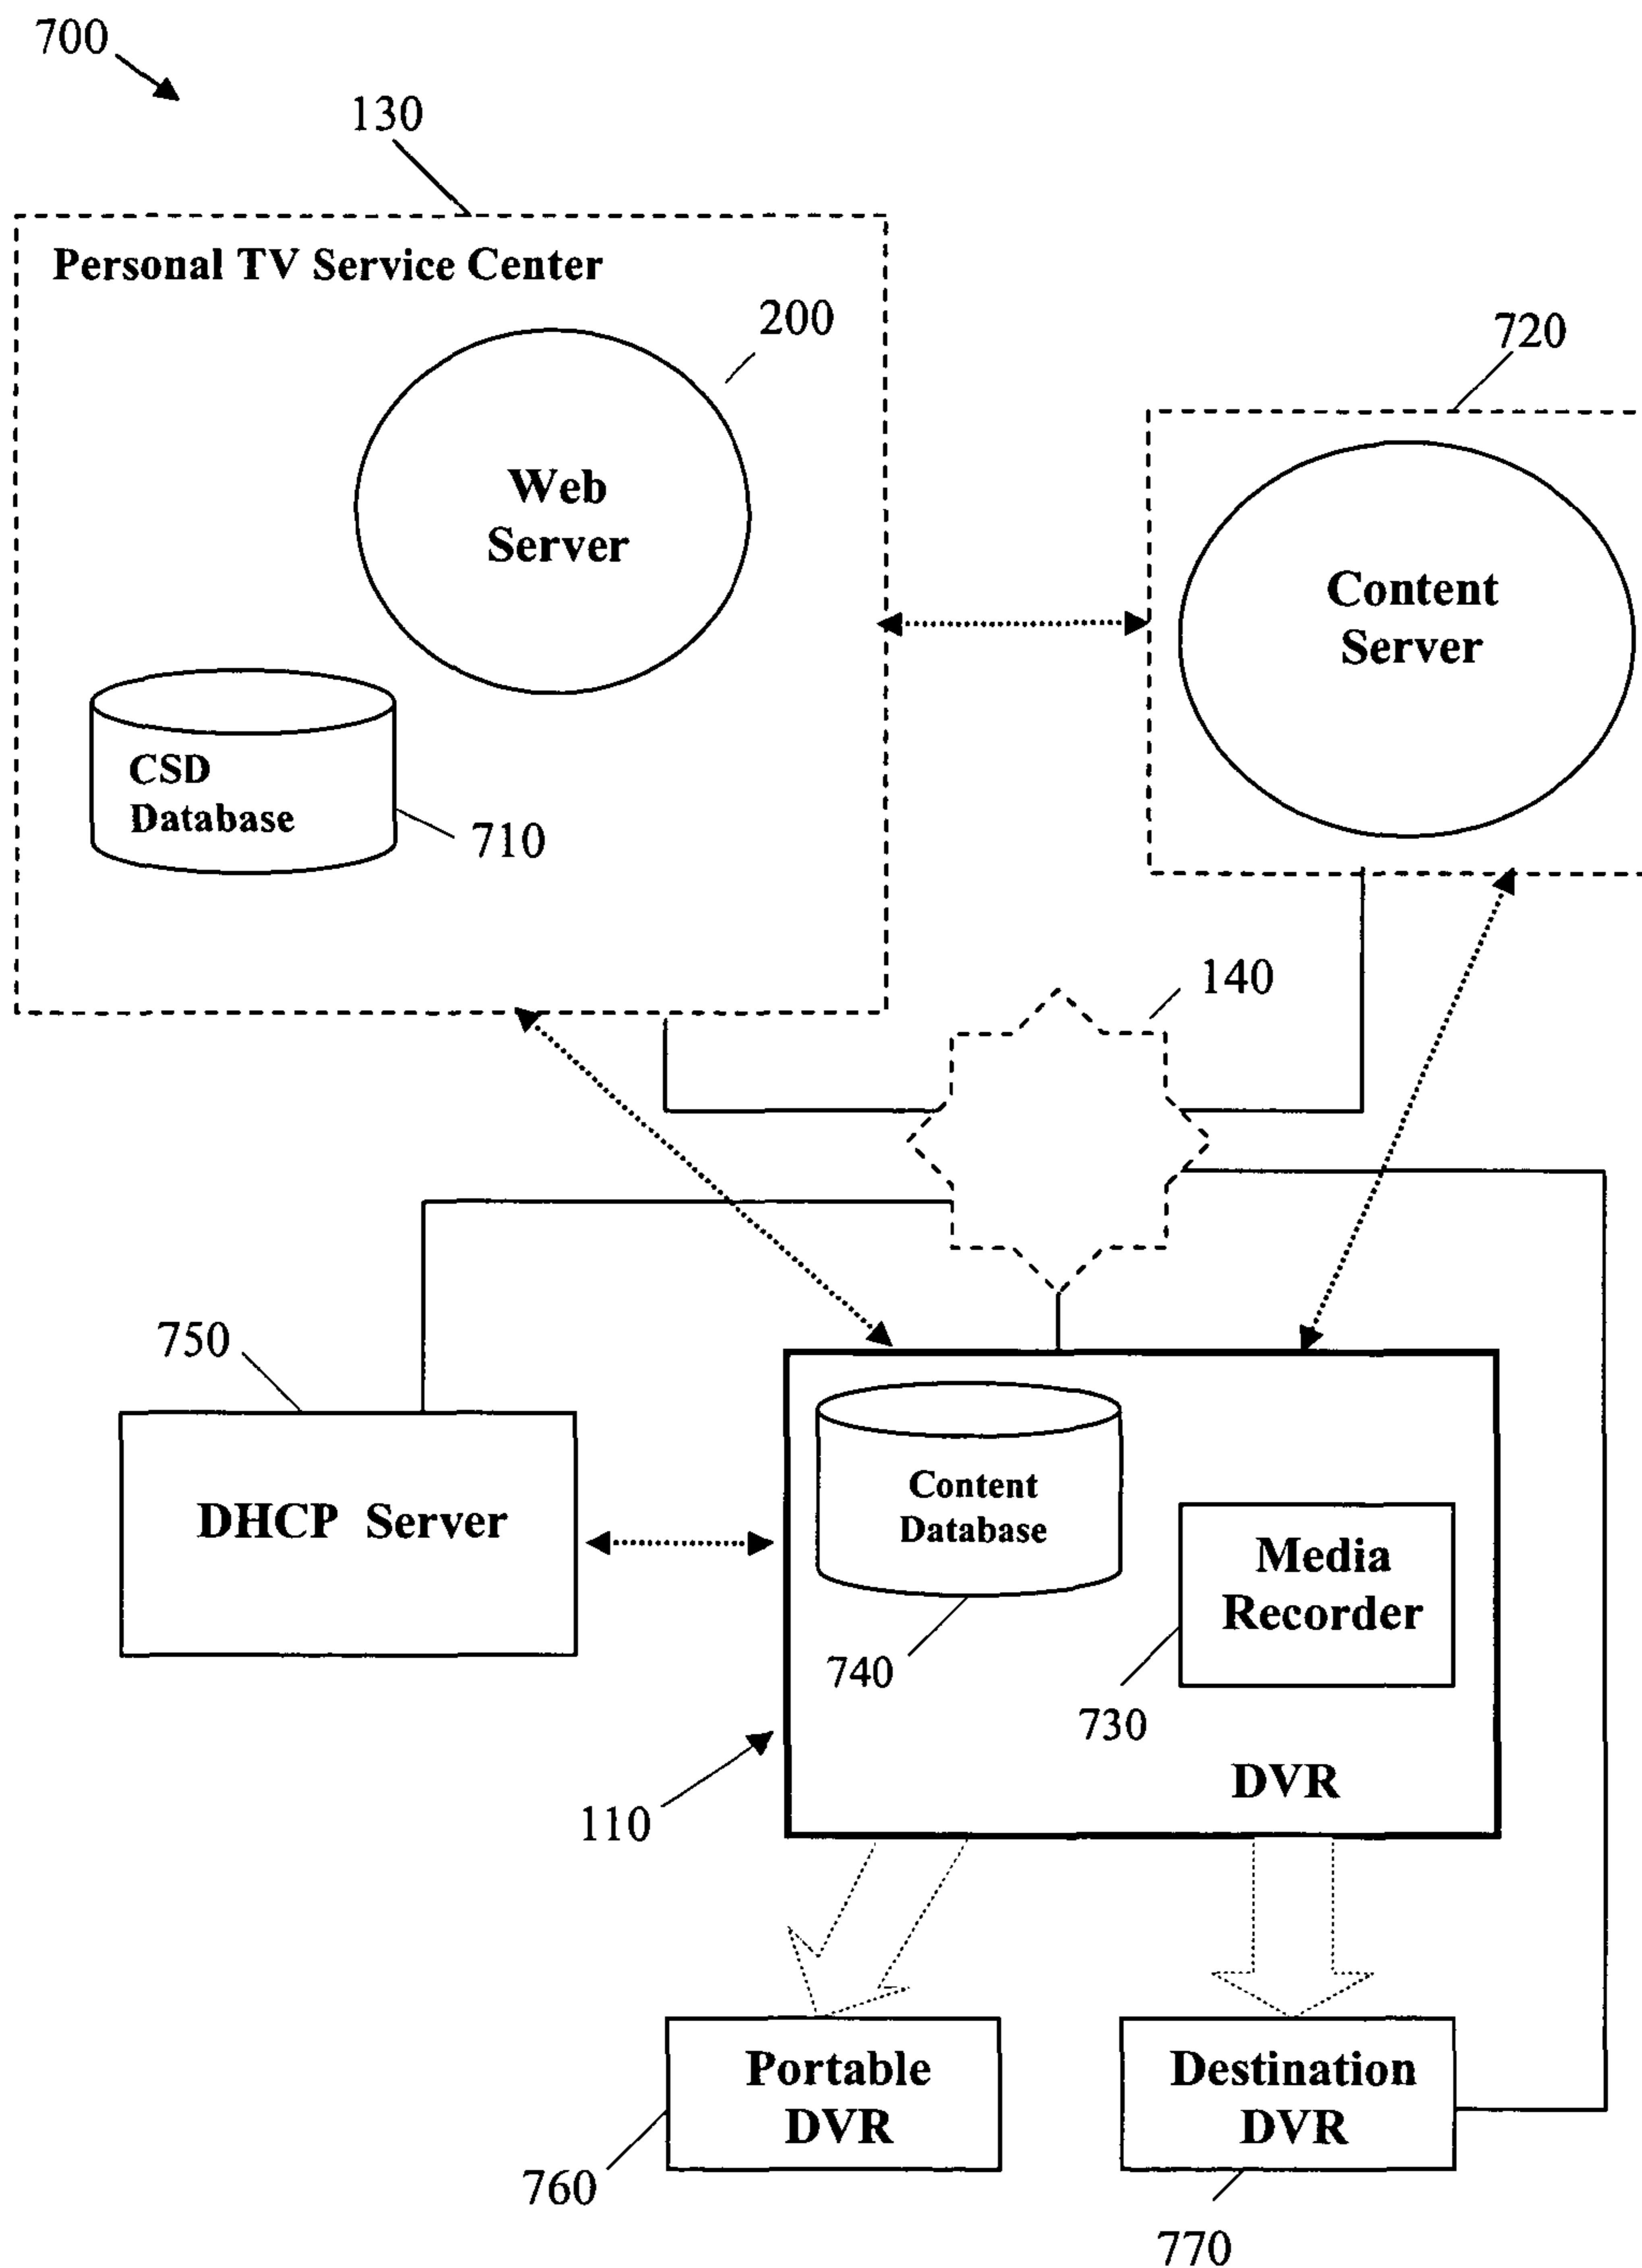 700
130
Personal TV Service Center
200
720
Web
Server
Content
Server
CSD
Database
710
140
750
DHCP Server
Content
Database
Media
Recorder
740
730
DVR
110
Portable
DVR
Destination
DVR
760
770